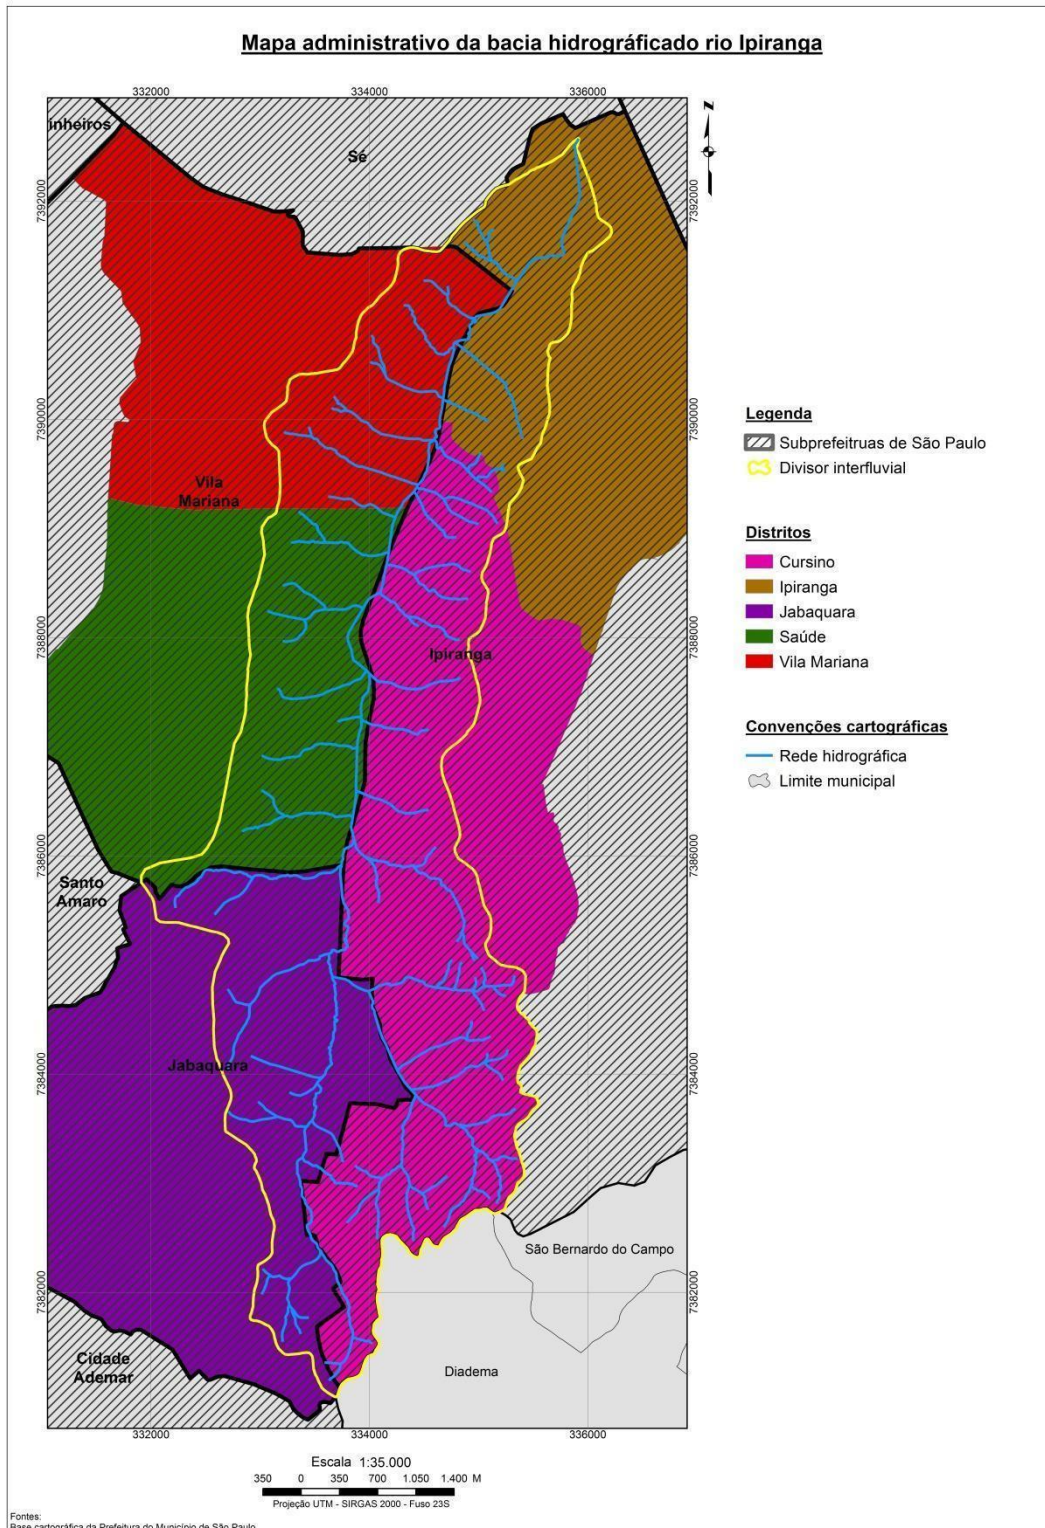 Mapa administrativo da bacia hidrográficado rio Ipiranga
332000
334000
336000
inheiros
Sé
7392000
7392000
7390000
7390000
Vila
Mariana
7388000
7388000
Ipiranga
7386000
7386000
Santo
Amaro
7384000
7384000
Jabaquara
São Bernardo do Campo
7382000
7382000
Cidade
Ademar
Diadema
332000
334000
336000
Z
Legenda
Subprefeitruas de São Paulo
Divisor interfluvial
Distritos
Cursino
Ipiranga
Jabaquara
Saúde
Vila Mariana
Convenções cartográficas
Rede hidrográfica
Limite municipal
Escala 1:35.000
350 0 350 700 1.050 1.400 M
Projeção UTM - SIRGAS 2000 - Fuso 23S
Fontes:
Base cartográfica da Prefeitura do Município de São Paulo